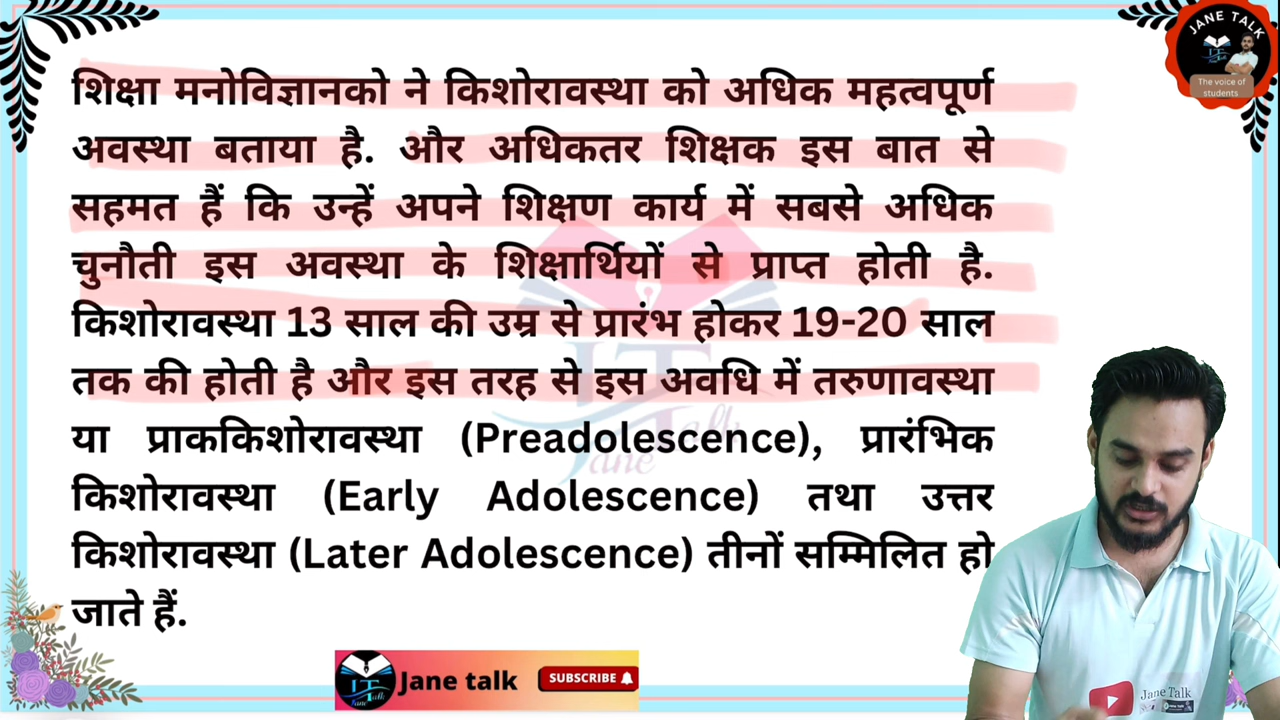 JANE TALK
The voice of
students
शिक्षा मनोविज्ञानको ने किशोरावस्था को अधिक महत्वपूर्ण
अवस्था बताया है. और अधिकतर शिक्षक इस बात से
सहमत हैं कि उन्हें अपने शिक्षण कार्य में सबसे अधिक
चुनौती इस अवस्था के शिक्षार्थियों से प्राप्त होती है.
किशोरावस्था 13 साल की उम्र से प्रारंभ होकर 19-20 साल
तक की होती है और इस तरह से इस अवधि में तरुणावस्था
या प्राककिशोरावस्था (Preadolescence), प्रारंभिक
किशोरावस्था (Early Adolescence) तथा उत्तर
किशोरावस्था (Later Adolescence) तीनों सम्मिलित हो
जाते हैं.
JT
Talk
Jane
Jane talk
SUBSCRIBE
Jane Talk